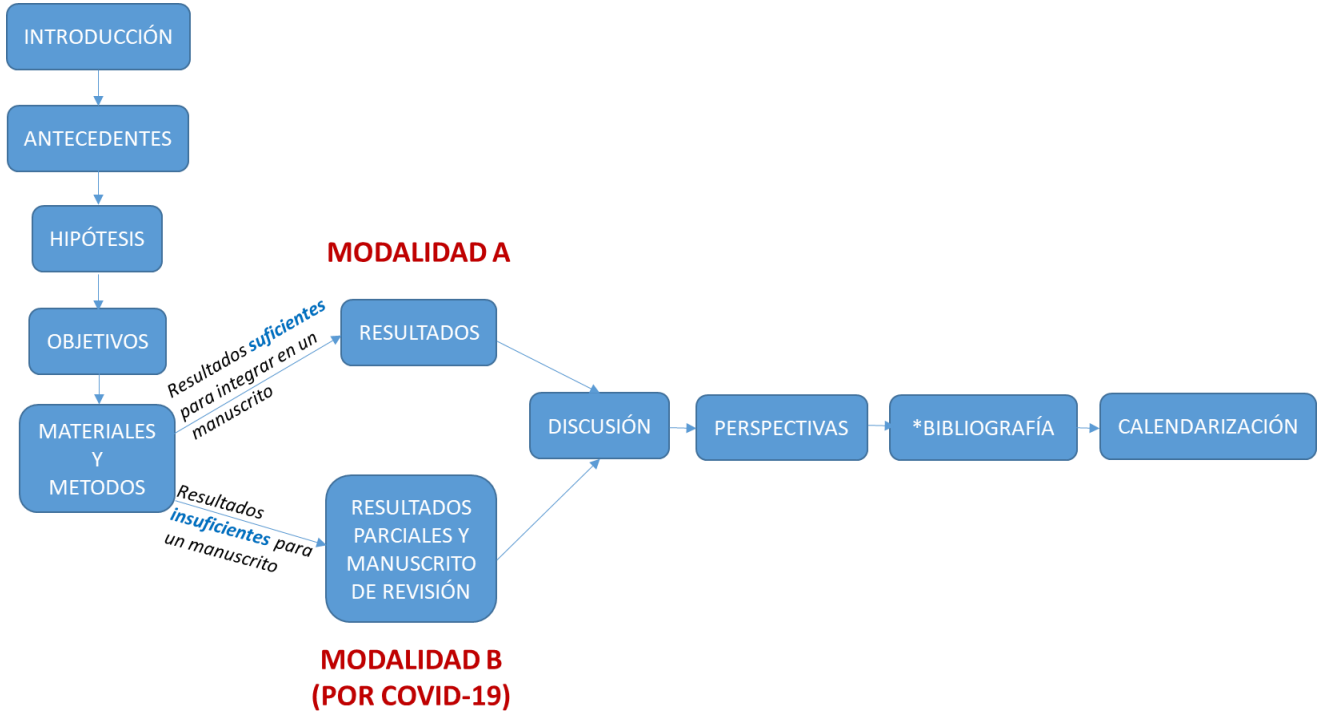 INTRODUCCIÓN
ANTECEDENTES
HIPÓTESIS
OBJETIVOS
MATERIALES
Y
METODOS
MODALIDAD A
Resultados suficientes
para integrar en un
manuscrito
RESULTADOS
Resultados
insuficientes para
un manuscrito
RESULTADOS
PARCIALES Y
MANUSCRITO
DE REVISIÓN
MODALIDAD B
(POR COVID-19)
DISCUSIÓN
PERSPECTIVAS
*BIBLIOGRAFÍA
CALENDARIZACIÓN